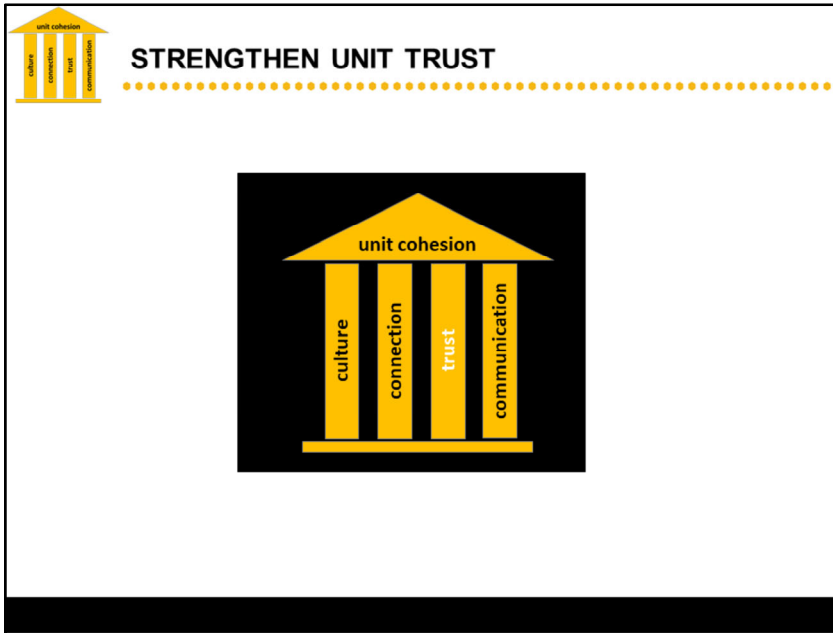 unit cohesion
culture
connection
trust
communication
STRENGTHEN UNIT TRUST
unit cohesion
culture
connection
trust
communication